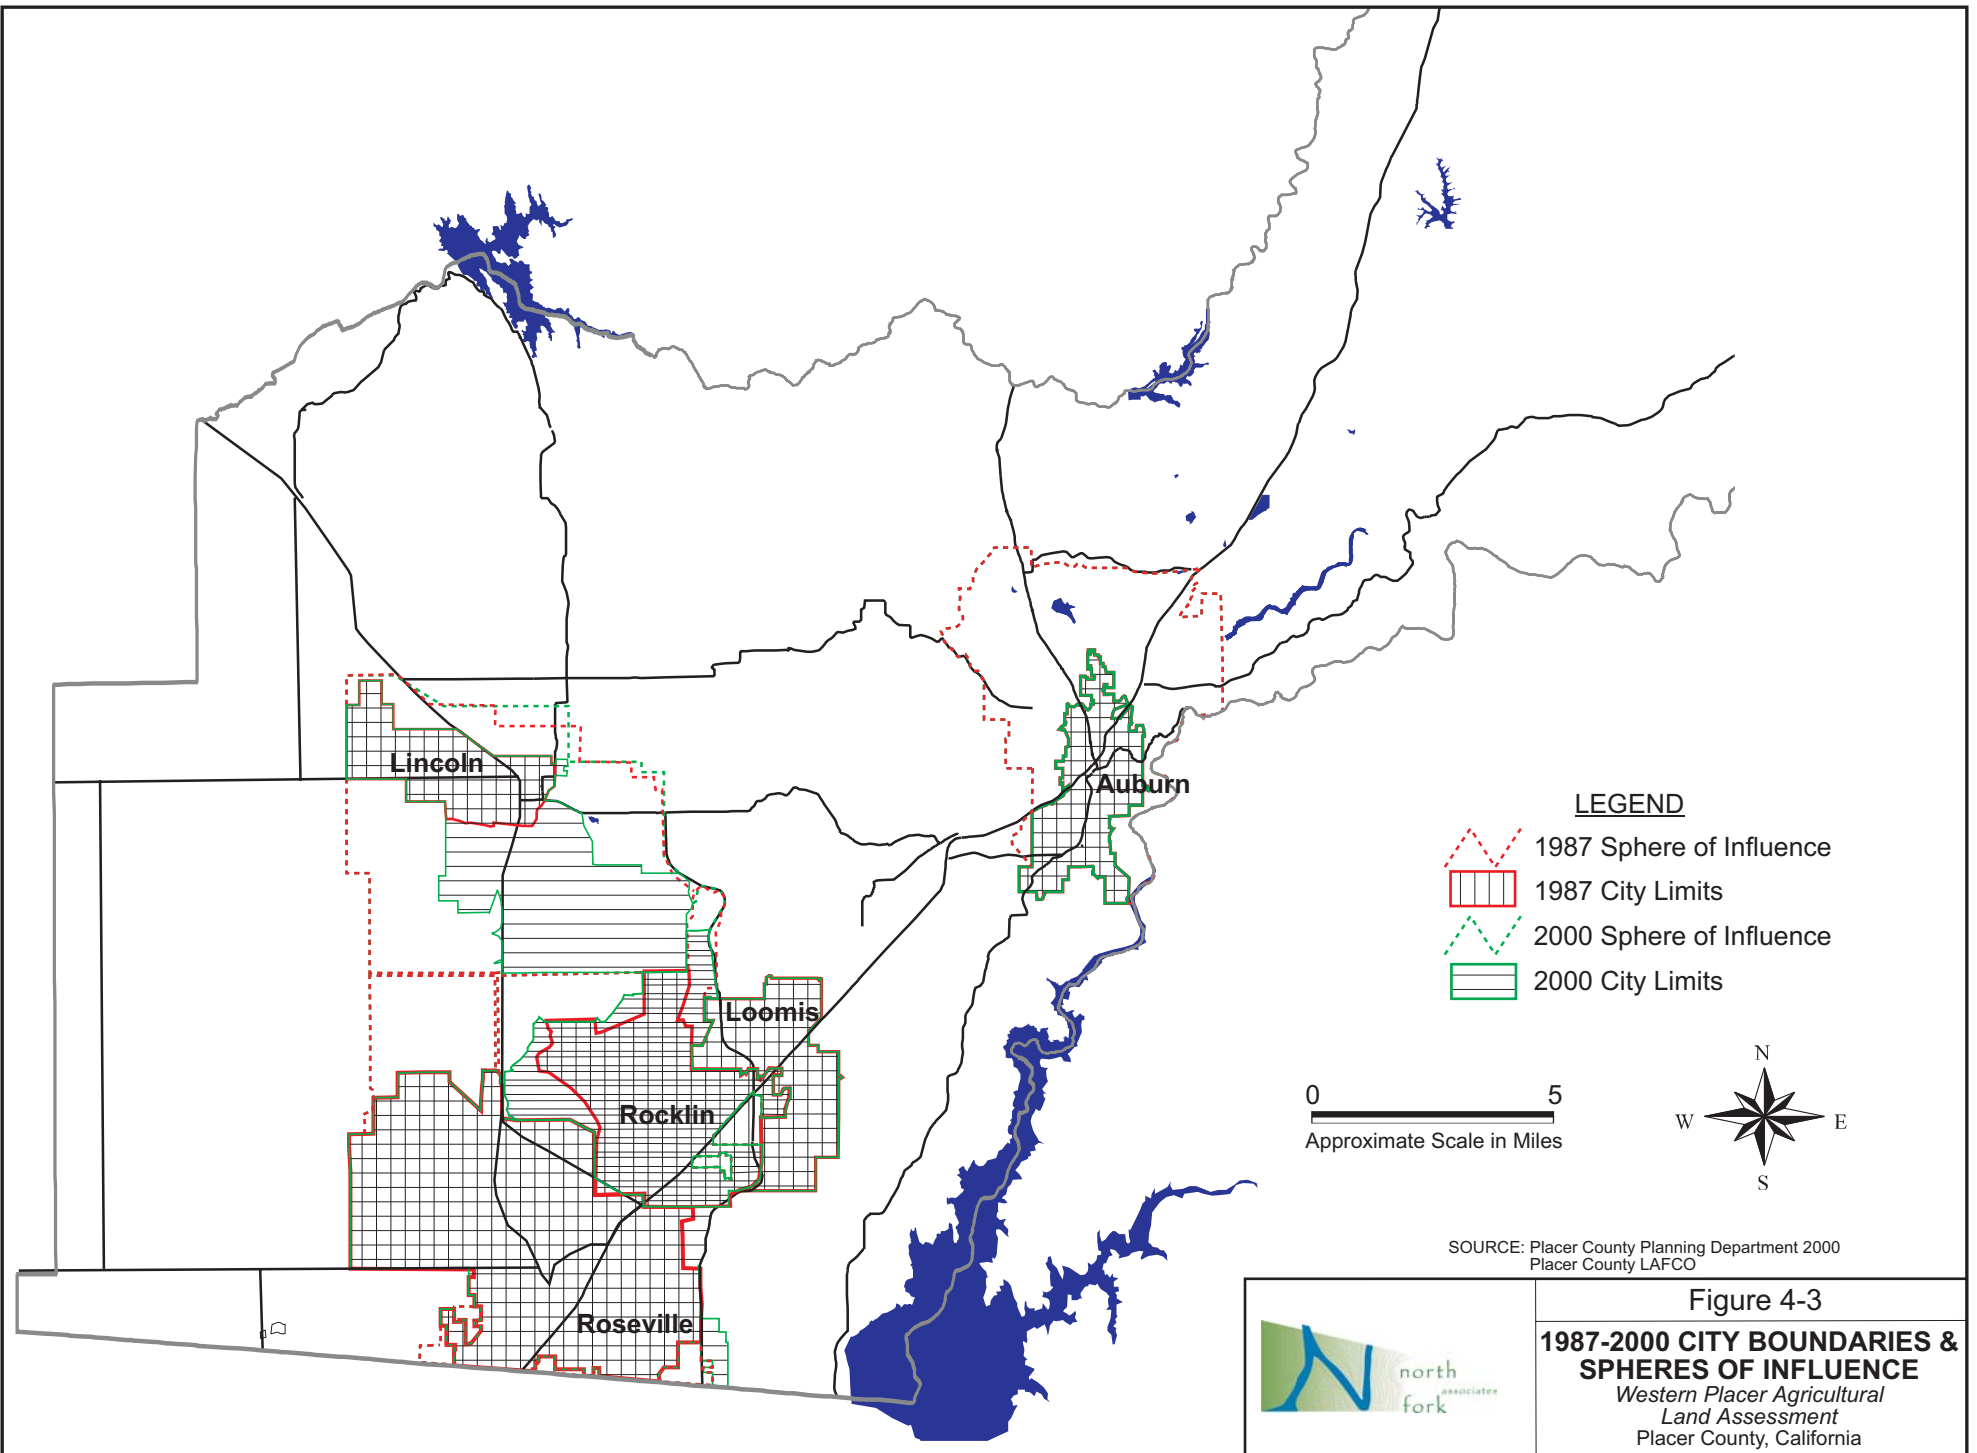 Lincoln
Auburn
Loomis
Rocklin
Roseville
LEGEND
1987 Sphere of Influence
1987 City Limits
2000 Sphere of Influence
2000 City Limits
N
W
E
S
0 5
Approximate Scale in Miles
SOURCE: Placer County Planning Department 2000
Placer County LAFCO
north
associates
fork
Figure 4-3
1987-2000 CITY BOUNDARIES &
SPHERES OF INFLUENCE
Western Placer Agricultural
Land Assessment
Placer County, California